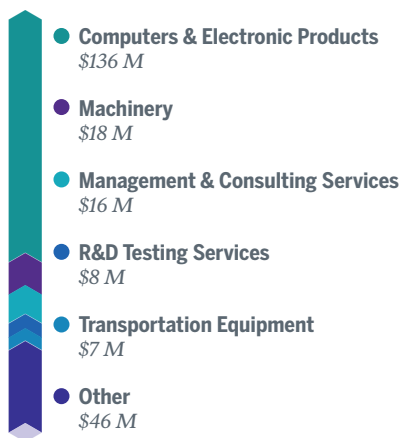 Computers & Electronic Products
$136 M
Machinery
$18 M
Management & Consulting Services
$16 M
R&D Testing Services
$8 M
Transportation Equipment
$7 M
Other
$46 M